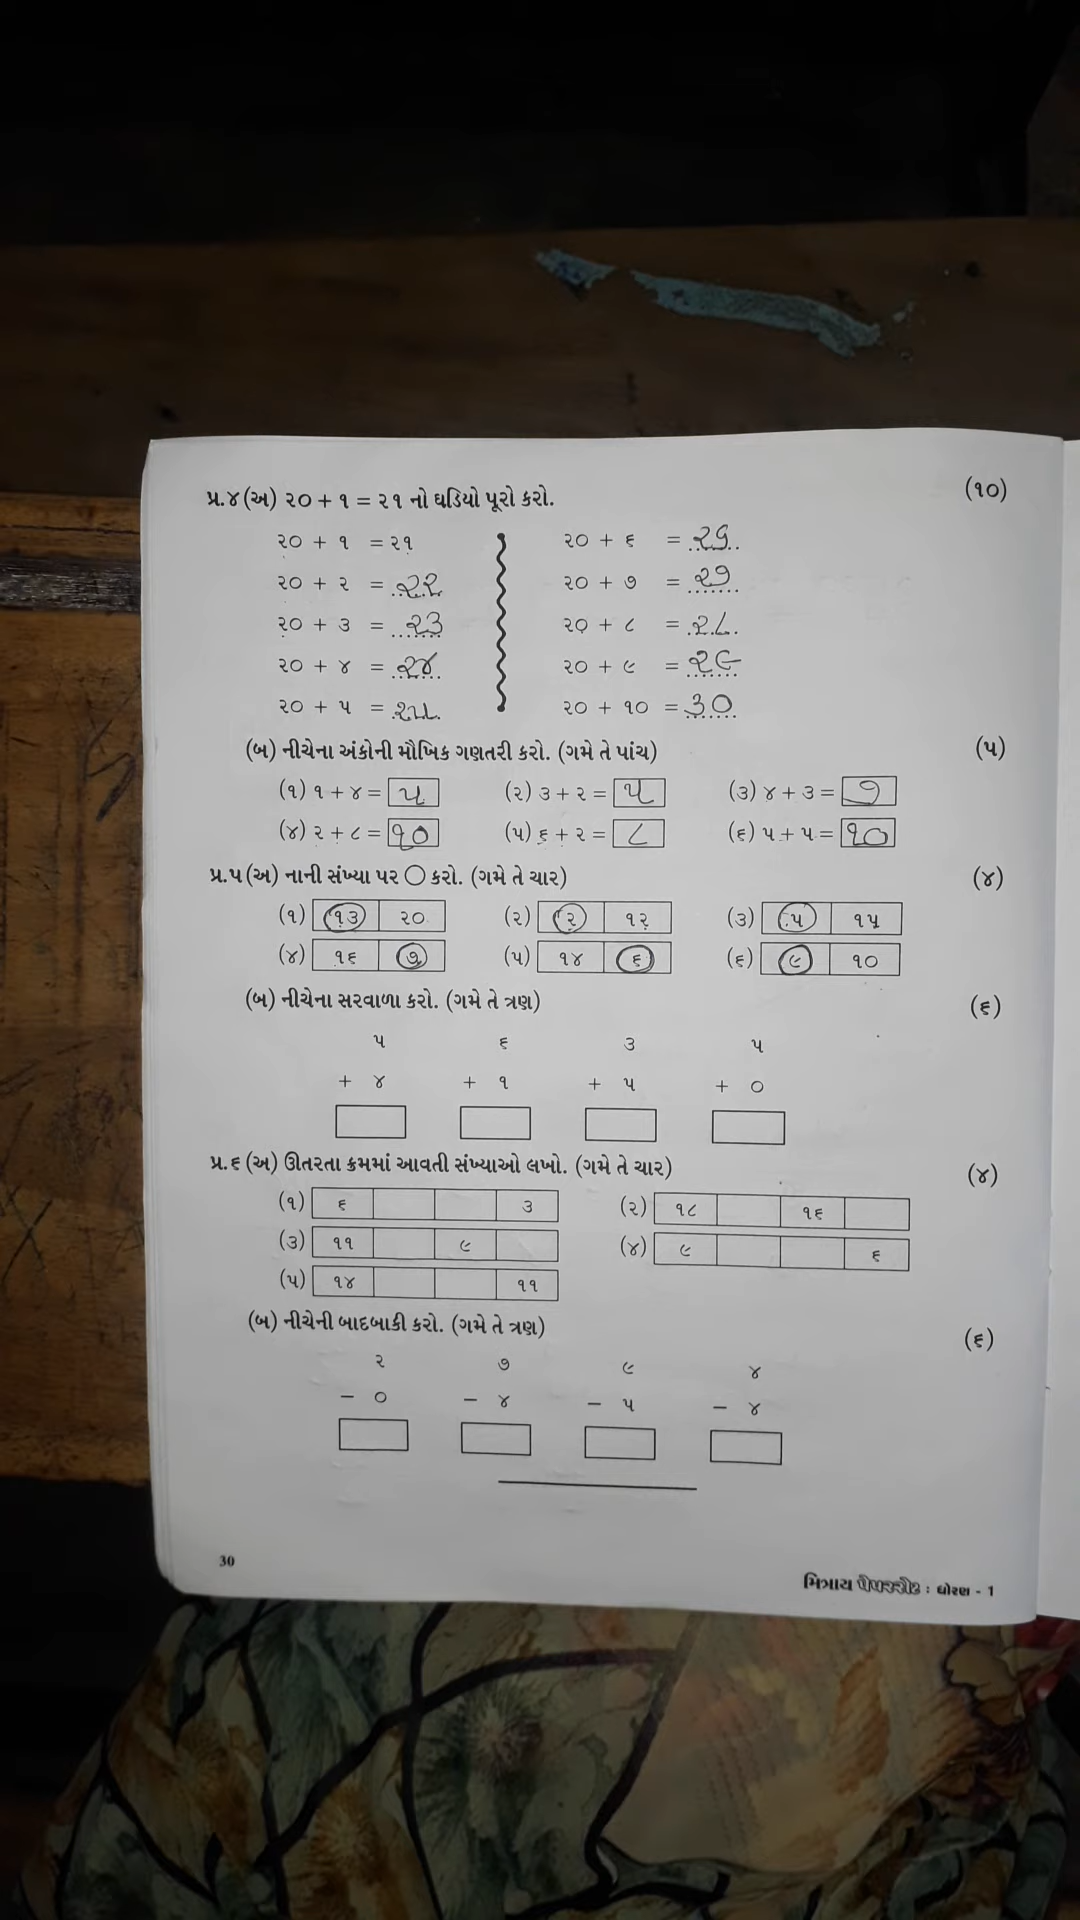 પ્ર.૪(અ) ૨૦ + ૧ = ૨૧ નો ઘડિયો પૂરો કરો. (૧૦)
૨૦ + ૧ = ૨૧ ૨૦ + ૬ = ૨૬
૨૦ + ૨ = ૨૨ ૨૦ + ૭ = ૨૭
૨૦ + ૩ = ૨૩ ૨૦ + ૮ = ૨૮
૨૦ + ૪ = ૨૪ ૨૦ + ૯ = ૨૯
૨૦ + ૫ = ૨૫ ૨૦ + ૧૦ = ૩૦
(બ) નીચેના અંકોની મૌખિક ગણતરી કરો. (ગમે તે પાંચ) (૫)
(૧) ૧ + ૪ = ૫ (૨) ૩ + ૨ = ૫ (૩) ૪ + ૩ = ૭
(૪) ૨ + ૮ = ૧૦ (૫) ૬ + ૨ = ૮ (૬) ૫ + ૫ = ૧૦
પ્ર.૫(અ) નાની સંખ્યા પર ○ કરો. (ગમે તે ચાર) (૪)
(૧) ૧૩ ૨૦ (૨) ૨ ૧૨ (૩) ૫ ૧૫
(૪) ૧૬ ૭ (૫) ૧૪ ૬ (૬) ૯ ૧૦
(બ) નીચેના સરવાળા કરો. (ગમે તે ત્રણ) (૬)
૫ ૬ ૩ ૫
+ ૪ + ૧ + ૫ + ૦
પ્ર.૬(અ) ઊતરતા ક્રમમાં આવતી સંખ્યાઓ લખો. (ગમે તે ચાર) (૪)
(૧) ૬ ૩ (૨) ૧૮ ૧૬
(૩) ૧૧ ૯ (૪) ૯ ૬
(૫) ૧૪ ૧૧
(બ) નીચેની બાદબાકી કરો. (ગમે તે ત્રણ) (૬)
૨ ૭ ૯ ૪
− ૦ − ૪ − ૫ − ૪
30
મિત્રાય પેપરસેટ : ધોરણ - 1